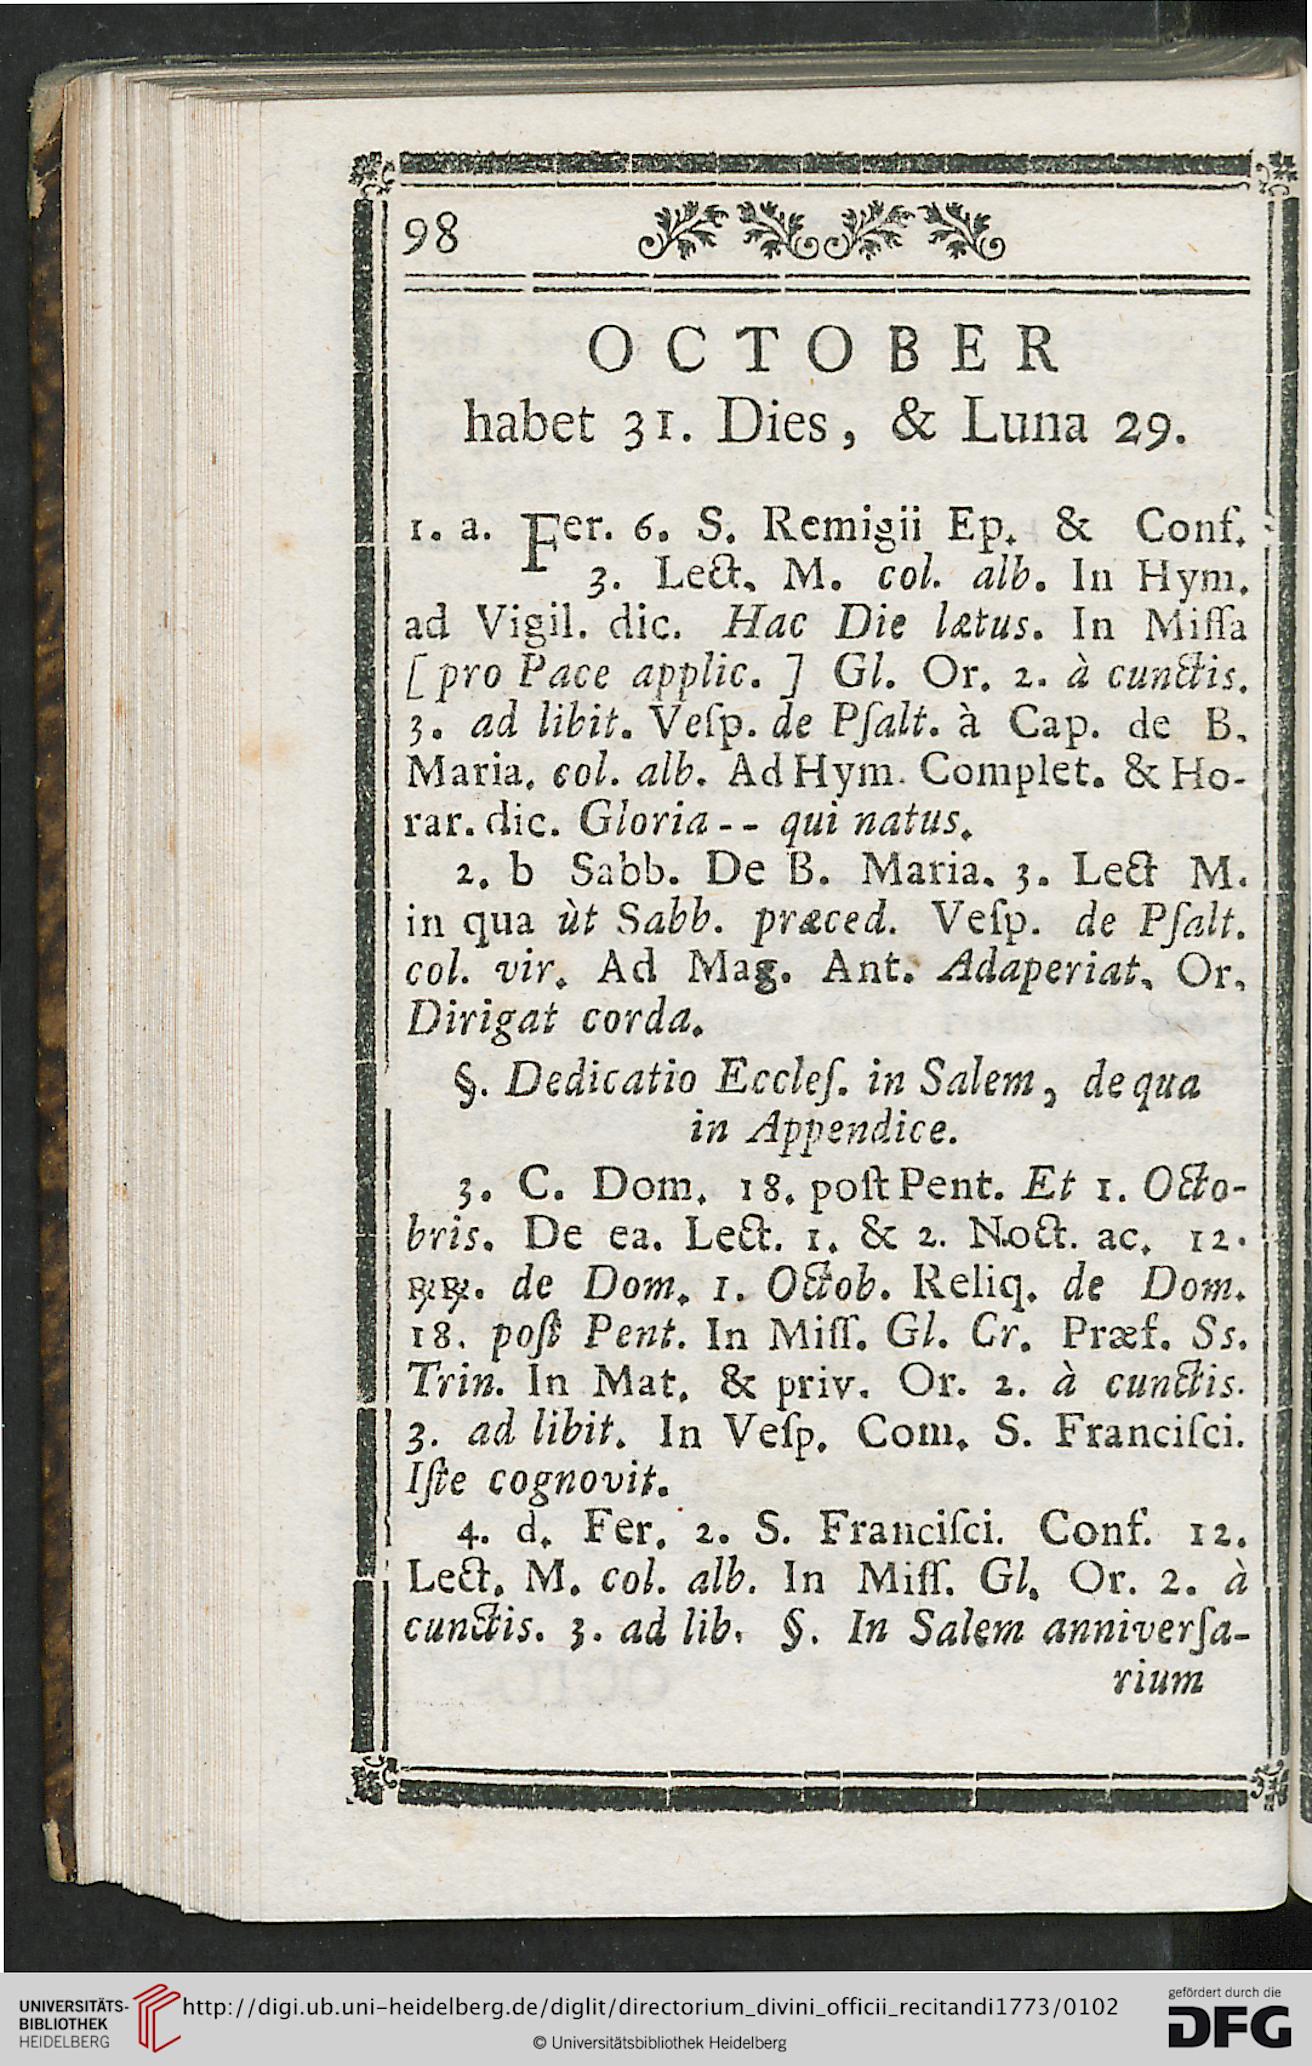 98
OCTOBER
habet 31. Dies, & Luna 29.
1. a. Fer. 6. S. Remigii Ep. & Conf.
3. Lect. M. col. alb. In Hym.
ad Vigil. dic. Hac Die lætus. In Miſſa
[pro Pace applic.] Gl. Or. 2. à cunctis.
3. ad libit. Veſp. de Pſalt. à Cap. de B.
Maria. col. alb. Ad Hym. Complet. & Ho-
rar. dic. Gloria -- qui natus.
2. b Sabb. De B. Maria. 3. Lect M.
in qua ùt Sabb. præced. Veſp. de Pſalt.
col. vir. Ad Mag. Ant. Adaperiat. Or.
Dirigat corda.
§. Dedicatio Eccleſ. in Salem, de qua
in Appendice.
3. C. Dom. 18. poſt Pent. Et 1. Octo-
bris. De ea. Lect. 1. & 2. Noct. ac. 12.
℟℟. de Dom. 1. Octob. Reliq. de Dom.
18. poſt Pent. In Miſſ. Gl. Cr. Præf. Ss.
Trin. In Mat. & priv. Or. 2. à cunctis.
3. ad libit. In Veſp. Com. S. Franciſci.
Iſte cognovit.
4. d. Fer. 2. S. Franciſci. Conf. 12.
Lect. M. col. alb. In Miſſ. Gl. Or. 2. à
cunctis. 3. ad lib. §. In Salem anniverſa-
rium
UNIVERSITÄTS-
BIBLIOTHEK
HEIDELBERG
http://digi.ub.uni-heidelberg.de/diglit/directorium_divini_officii_recitandi1773/0102
© Universitätsbibliothek Heidelberg
gefördert durch die
DFG